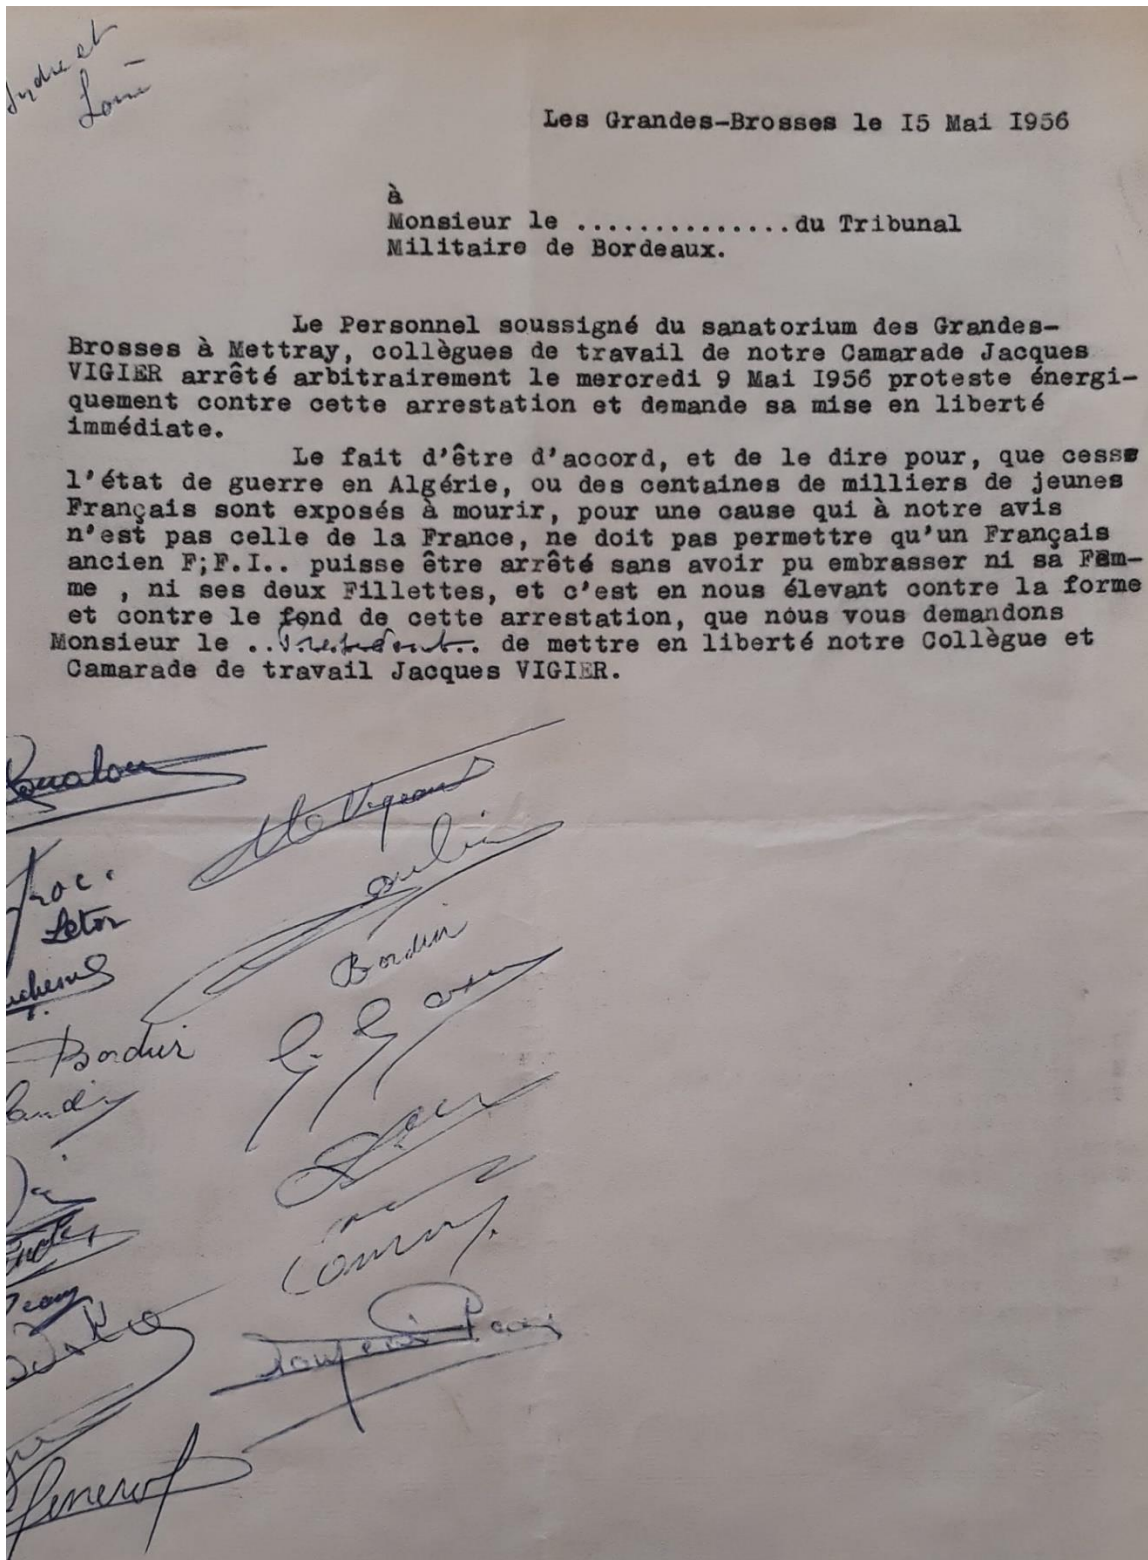 Indre et
Loire
Les Grandes-Brosses le I5 Mai I956
à
Monsieur le ..............du Tribunal
Militaire de Bordeaux.
Le Personnel soussigné du sanatorium des Grandes-
Brosses à Mettray, collègues de travail de notre Camarade Jacques
VIGIER arrêté arbitrairement le mercredi 9 Mai I956 proteste énergi-
quement contre cette arrestation et demande sa mise en liberté
immédiate.
Le fait d'être d'accord, et de le dire pour, que cesse
l'état de guerre en Algérie, ou des centaines de milliers de jeunes
Français sont exposés à mourir, pour une cause qui à notre avis
n'est pas celle de la France, ne doit pas permettre qu'un Français
ancien F;F.I.. puisse être arrêté sans avoir pu embrasser ni sa Fem-
me , ni ses deux Fillettes, et c'est en nous élevant contre la forme
et contre le fond de cette arrestation, que nous vous demandons
Monsieur le ..Président.. de mettre en liberté notre Collègue et
Camarade de travail Jacques VIGIER.
Letor
Bordier
Bordier